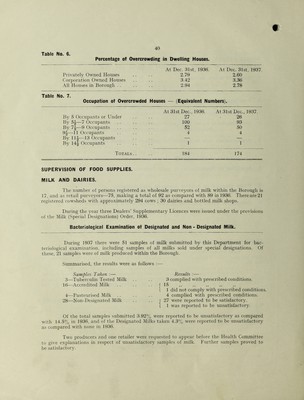 40
Table No. 6.
Percentage of Overcrowding in Dwelling Houses.
At Dec. 31st, 1936. At Dec. 31st, 1937.
Privately Owned Houses 2.70 2.60
Corporation Owned Houses 3.42 3.36
All Houses in Borough 2.84 2.78
Table No. 7.
Occupation of Overcrowded Houses — (Equivalent Numbers).
At 31st Dec., 1936. At 31st Dec., 1937.
By 3 Occupants or Under 27 26
By 3½—7 Occupants 100 93
By 7½—9 Occupants 52 50
9½—11 Occupants 4 4
By 11½—13 Occupants — —
By 14½ Occupants 1 1
Totals 184 174
SUPERVISION OF FOOD SUPPLIES.
MILK AND DAIRIES.
The number of persons registered as wholesale purveyors of milk within the Borough is
17, and as retail purveyors—75, making a total of 92 as compared with 89 in 1936. There are 21
registered cowsheds with approximately 284 cows; 30 dairies and bottled milk shops.
During the year three Dealers' Supplementary Licences were issued under the provisions
of the Milk (Special Designations) Order, 1936.
Bacteriological Examination of Designated and Non-Designated Milk.
During 1937 there were 51 samples of milk submitted by this Department for bac-
teriological examination, including samples of all milks sold under special designations. Of
these, 21 samples were of milk produced within the Borough.
Summarised, the results were as follows:—
Samples Taken:— Results:—
3—Tuberculin Tested Milk 3 complied with prescribed conditions.
16—Accredited Milk 15
1 did not comply with prescribed conditions.
4—Pasteurised Milk 4 complied with prescribed conditions.
28—Non-Designated Milk 27 were reported to be satisfactory.
1 was reported to be unsatisfactory.
Of the total samples submitted 3.92% were reported to be unsatisfactory as compared
with 14.8% in 1936, and of the Designated Milks taken 4.3% were reported to be unsatisfactory
as compared with none in 1936.
Two producers and one retailer were requested to appear before the Health Committee
to give explanations in respect of unsatisfactory samples of milk. Further samples proved to
be satisfactory.